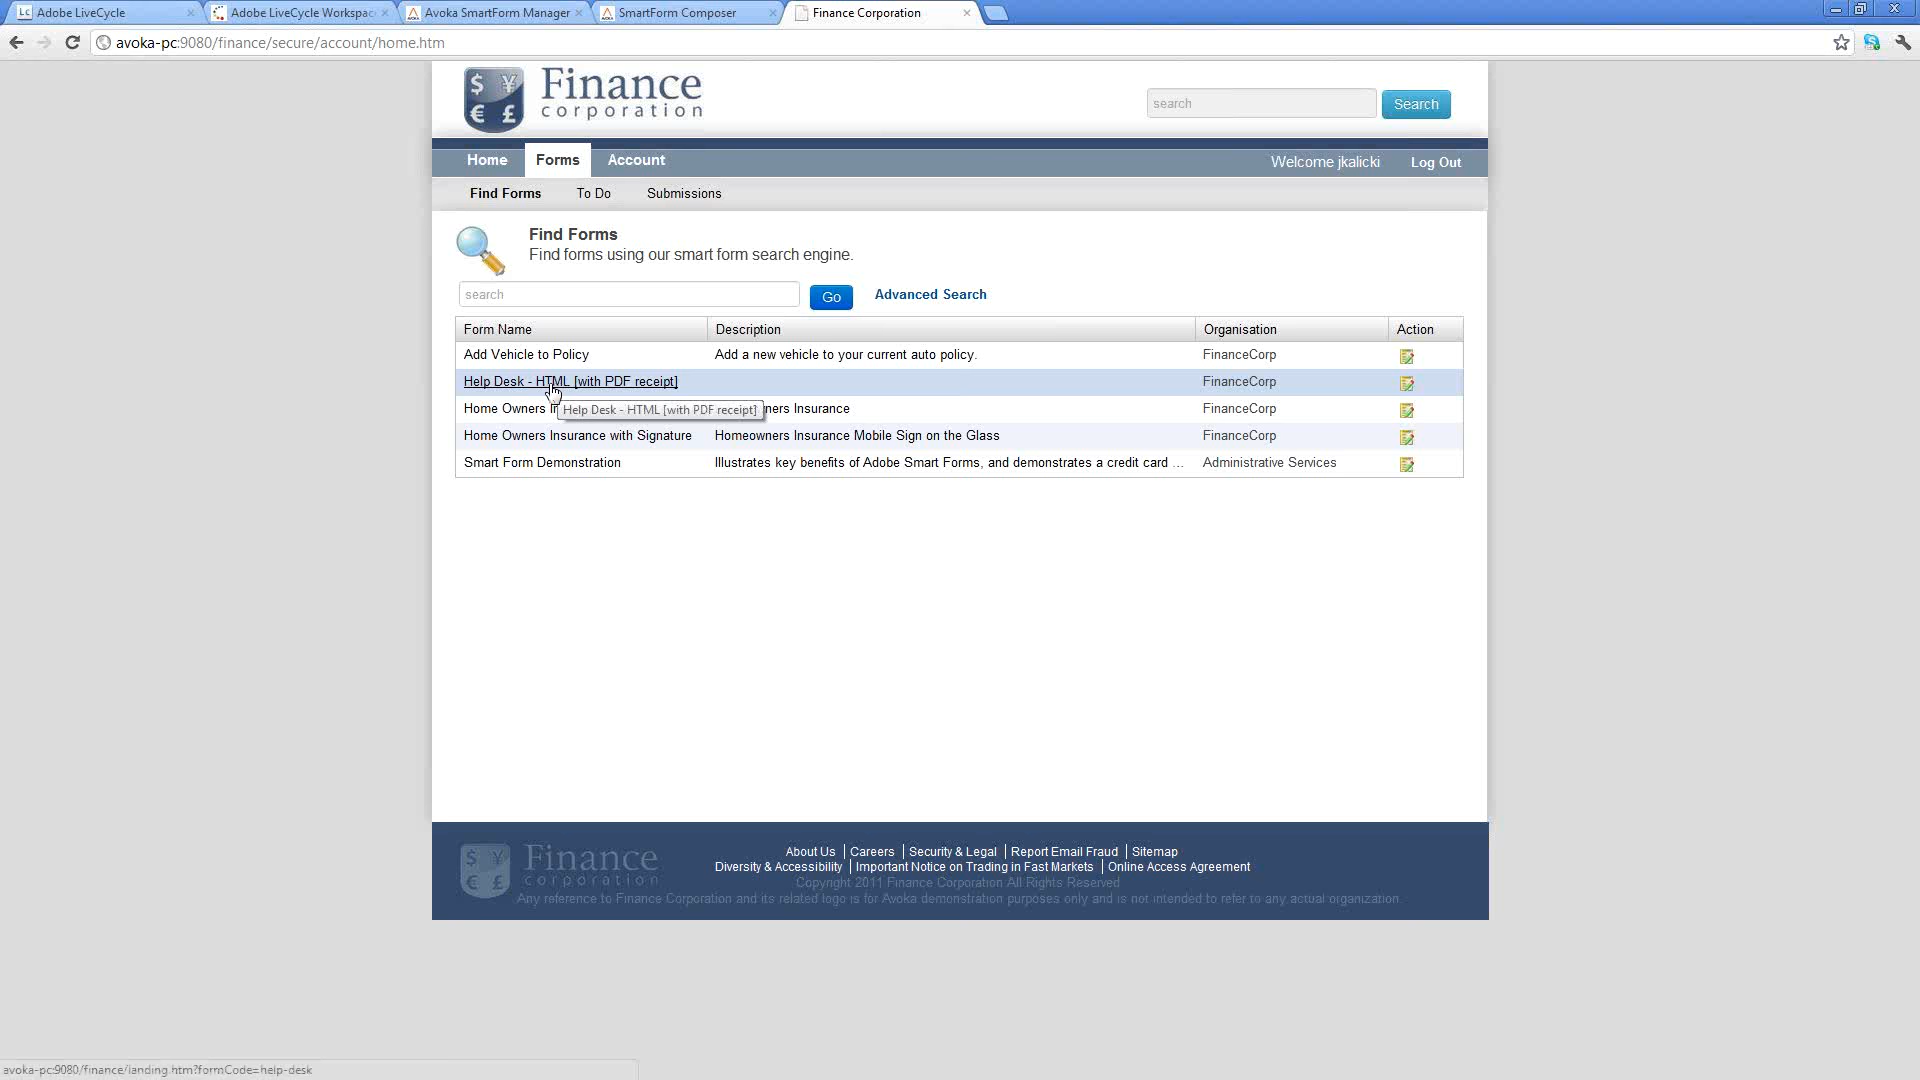 Adobe LiveCycle
Adobe LiveCycle Workspac
Avoka SmartForm Manager
SmartForm Composer
Finance Corporation
avoka-pc:9080/finance/secure/account/home.htm
$ ¥ € £
Finance
corporation
search
Search
Home
Forms
Account
Welcome jkalicki
Log Out
Find Forms
To Do
Submissions
Find Forms
Find forms using our smart form search engine.
search
Go
Advanced Search
Form Name Description Organisation Action
Add Vehicle to Policy Add a new vehicle to your current auto policy. FinanceCorp
Help Desk - HTML [with PDF receipt] FinanceCorp
Home Owners In ners Insurance FinanceCorp
Help Desk - HTML [with PDF receipt]
Home Owners Insurance with Signature Homeowners Insurance Mobile Sign on the Glass FinanceCorp
Smart Form Demonstration Illustrates key benefits of Adobe Smart Forms, and demonstrates a credit card ... Administrative Services
$ ¥ € £
Finance
corporation
About Us | Careers | Security & Legal | Report Email Fraud | Sitemap
Diversity & Accessibility | Important Notice on Trading in Fast Markets | Online Access Agreement
Copyright 2011 Finance Corporation All Rights Reserved
Any reference to Finance Corporation and its related logo is for Avoka demonstration purposes only and is not intended to refer to any actual organization.
avoka-pc:9080/finance/landing.htm?formCode=help-desk